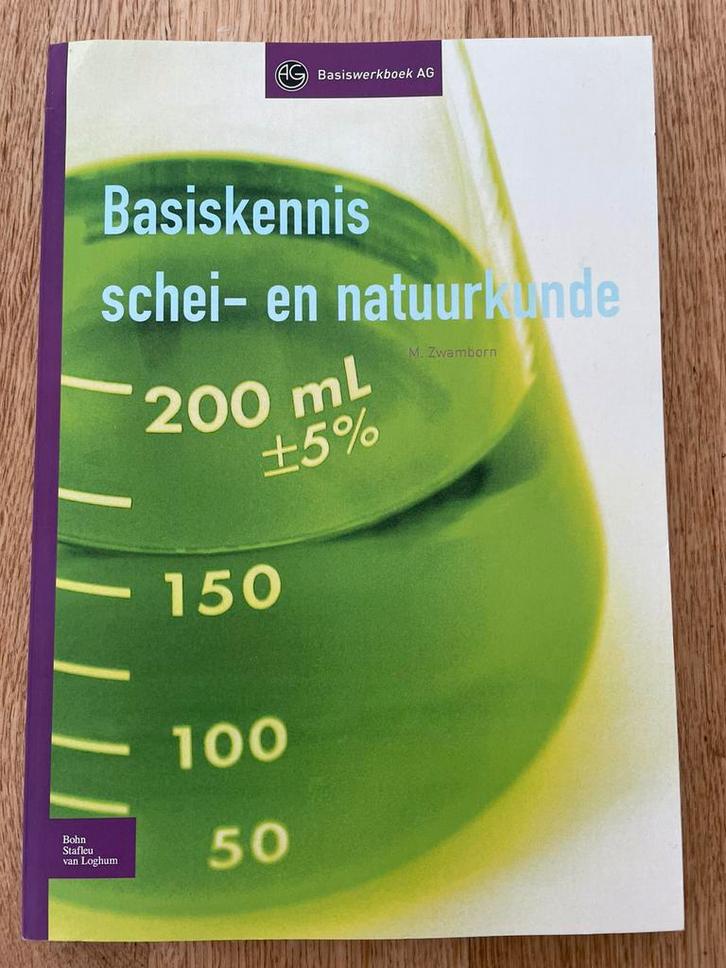 AG Basiswerkboek AG
Basiskennis
schei- en natuurkunde
M. Zwamborn
200 mL
±5%
150
100
50
Bohn
Stafleu
van Loghum